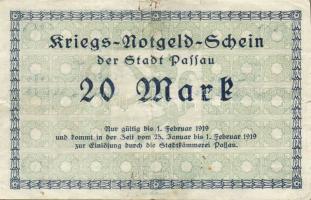 Kriegs-Notgeld-Schein
der Stadt Passau
20 Mark
Nur gültig bis 1. Februar 1919
und kommt in der Zeit vom 25. Januar bis 1. Februar 1919
zur Einlösung durch die Stadtkämmerei Passau.